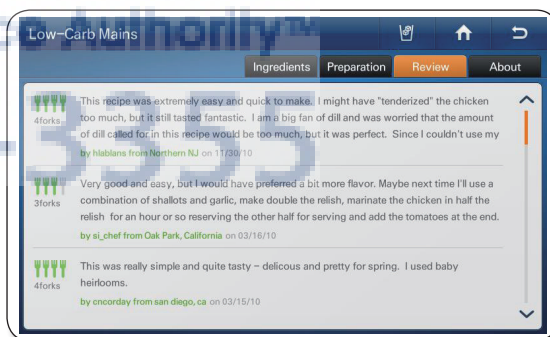 Low-Carb Mains
Authority™
Ingredients
Preparation
Review
About
This recipe was extremely easy and quick to make. I might have "tenderized" the chicken
4forks
too much, but it still tasted fantastic. I am a big fan of dill and was worried that the amount
of dill called for in this recipe would be too much, but it was perfect. Since I couldn't use my
by hlablans from Northern NJ on 11/30/10
-3355
Very good and easy, but I would have preferred a bit more flavor. Maybe next time I'll use a
3forks
combination of shallots and garlic, make double the relish, marinate the chicken in half the
relish for an hour or so reserving the other half for serving and add the tomatoes at the end.
by si_chef from Oak Park, California on 03/16/10
This was really simple and quite tasty – delicous and pretty for spring. I used baby
4forks
heirlooms.
by cncorday from san diego, ca on 03/15/10